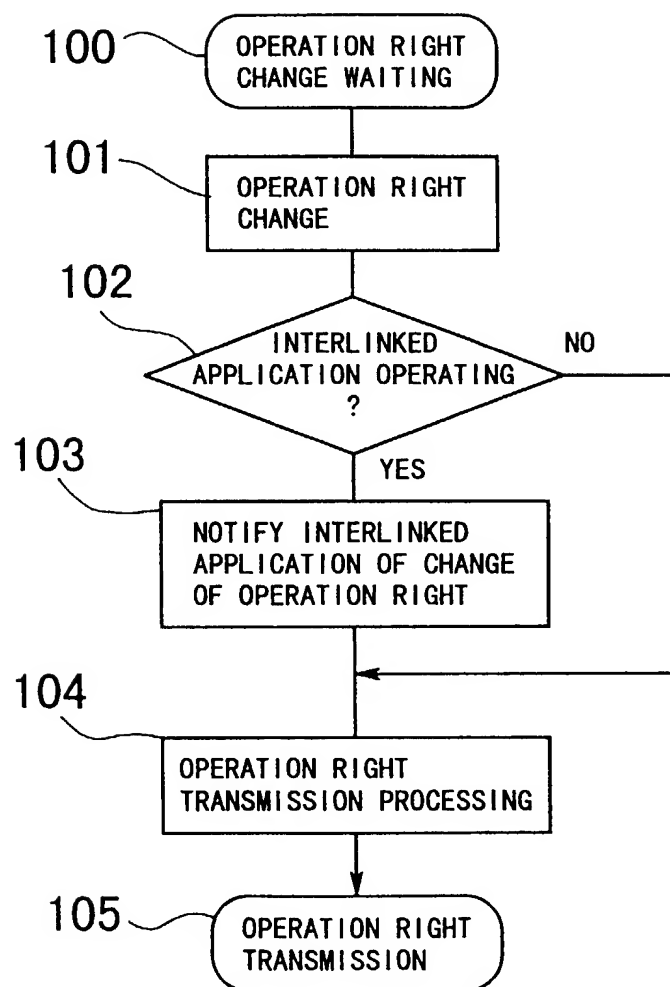 100
OPERATION RIGHT
CHANGE WAITING
101
OPERATION RIGHT
CHANGE
102
INTERLINKED
APPLICATION OPERATING
?
NO
YES
103
NOTIFY INTERLINKED
APPLICATION OF CHANGE
OF OPERATION RIGHT
104
OPERATION RIGHT
TRANSMISSION PROCESSING
105
OPERATION RIGHT
TRANSMISSION